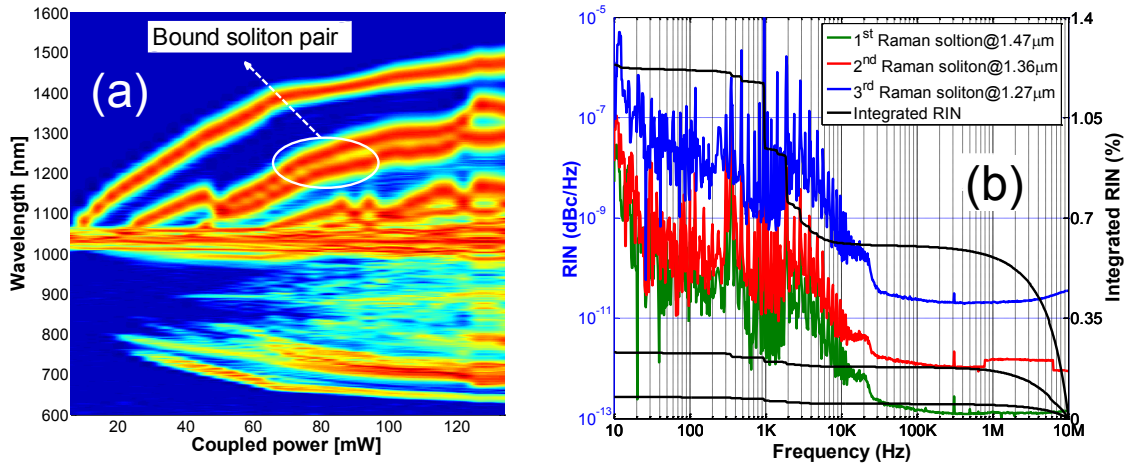 (a)
Bound soliton pair
1600
1500
1400
1300
1200
1100
1000
900
800
700
600
Wavelength [nm]
20 40 60 80 100 120
Coupled power [mW]
(b)
1st Raman soltion@1.47μm
2nd Raman soliton@1.36μm
3rd Raman soliton@1.27μm
Integrated RIN
10-5
10-7
10-9
10-11
10-13
RIN (dBc/Hz)
1.4
1.05
0.7
0.35
0
Integrated RIN (%)
10 100 1K 10K 100K 1M 10M
Frequency (Hz)